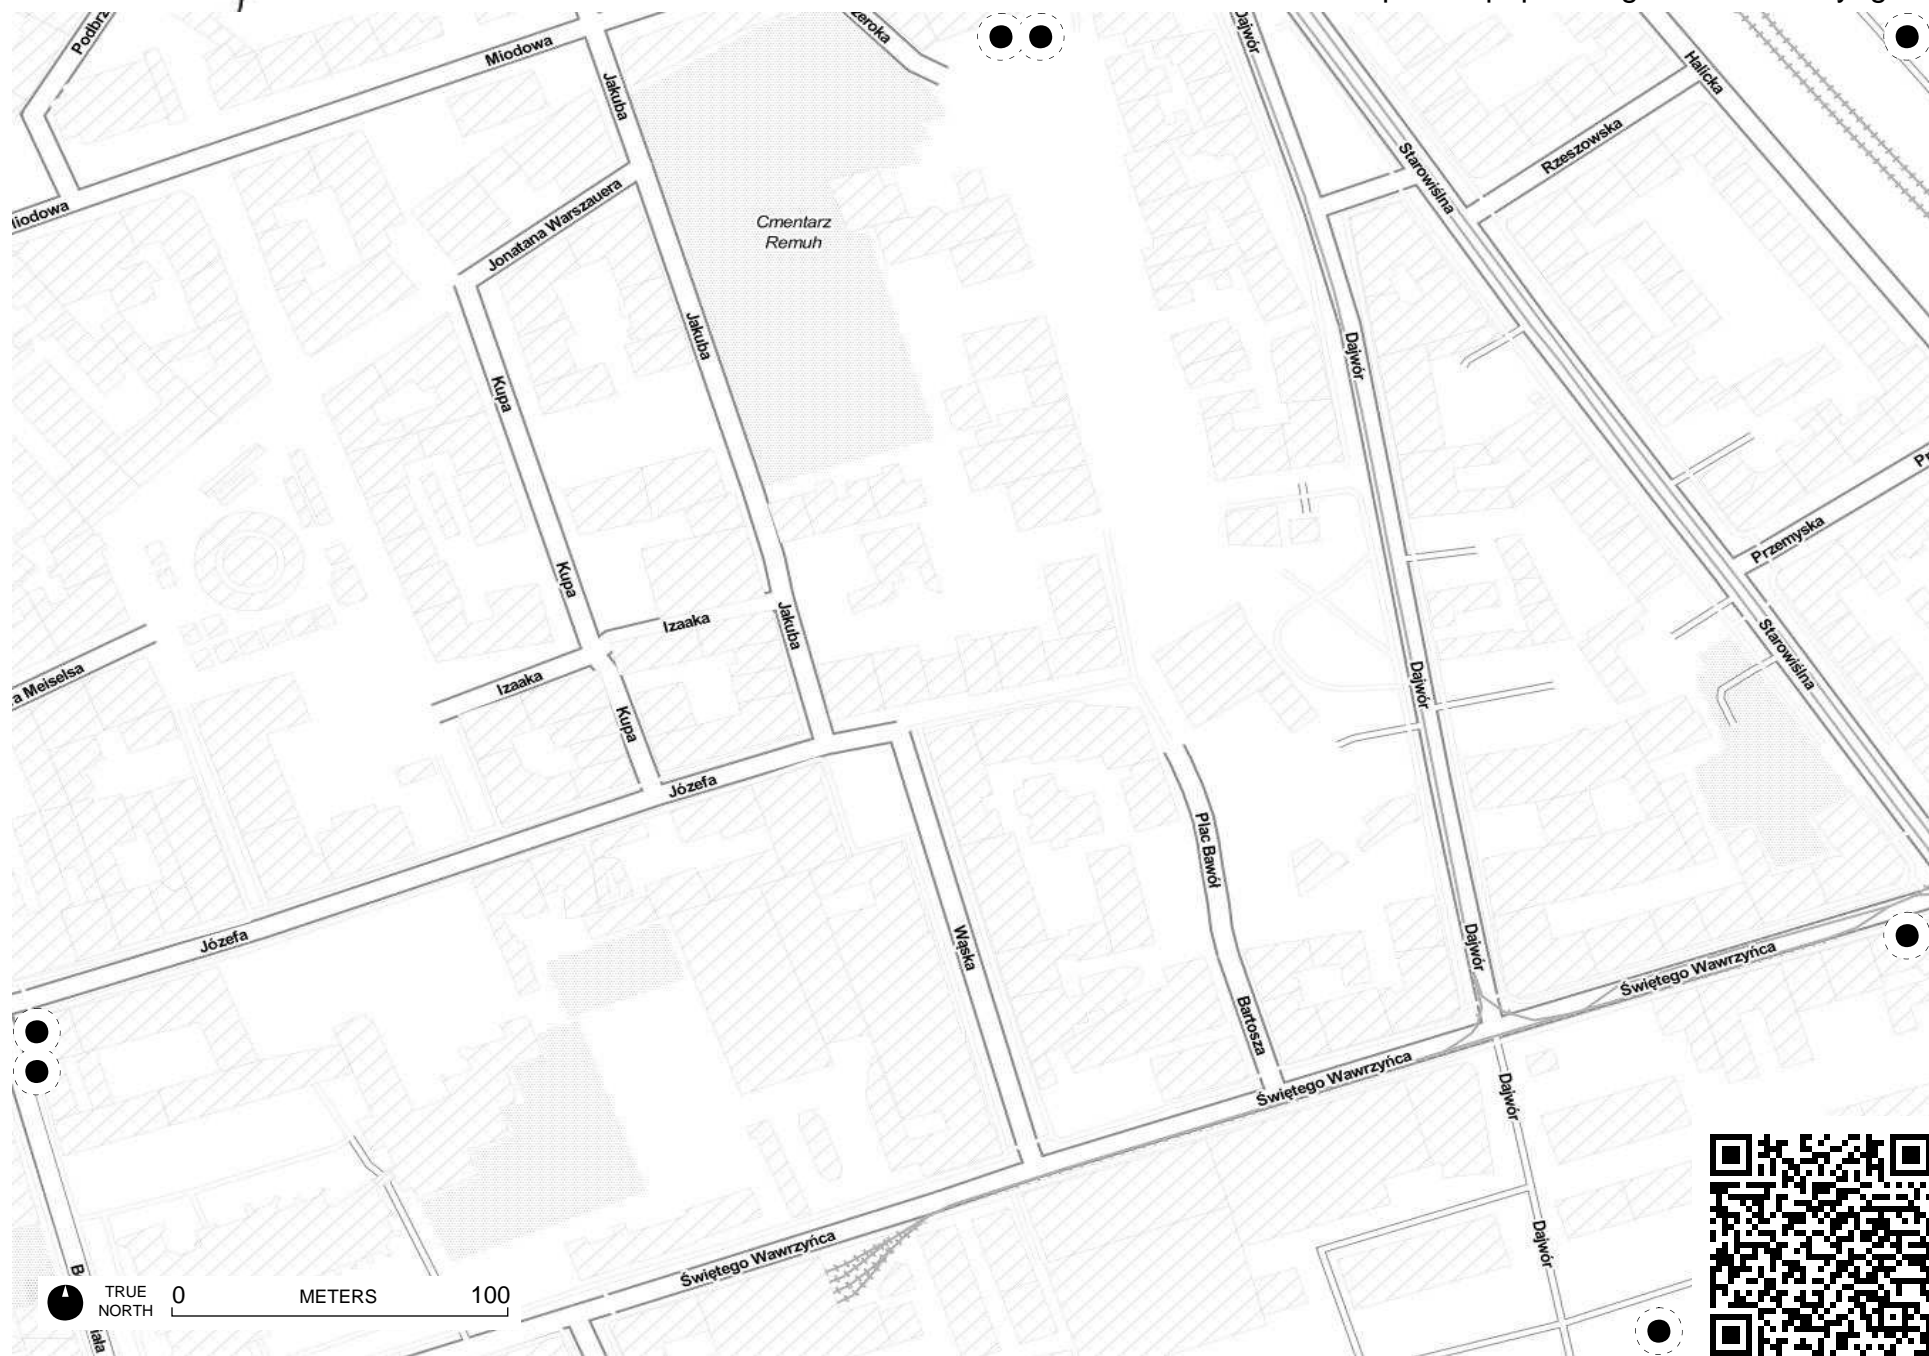 Miodowa
Jakuba
Dajwór
Halicka
Rzeszowska
Starowiślna
Jonatana Warszauera
Cmentarz
Remuh
Jakuba
Dajwór
Kupa
Przemyska
Kupa
Izaaka
Jakuba
Starowiślna
Izaaka
Dajwór
Kupa
Józefa
Plac Bawół
Józefa
Wąska
Dajwór
Świętego Wawrzyńca
Bartosza
Świętego Wawrzyńca
Dajwór
Świętego Wawrzyńca
Dajwór
TRUE
NORTH
0 METERS 100